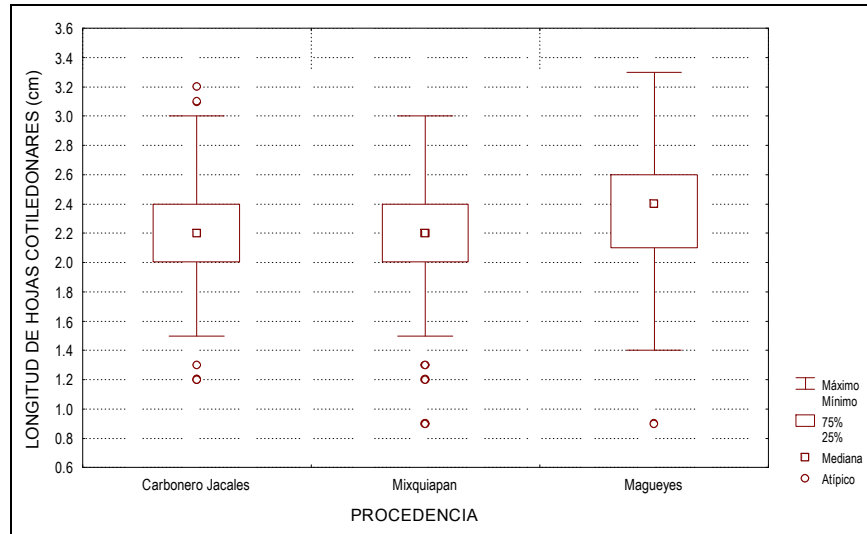 LONGITUD DE HOJAS COTILEDONARES (cm)
3.6
3.4
3.2
3.0
2.8
2.6
2.4
2.2
2.0
1.8
1.6
1.4
1.2
1.0
0.8
0.6
Carbonero Jacales
Mixquiapan
Magueyes
PROCEDENCIA
Máximo
Mínimo
75%
25%
Mediana
Atípico